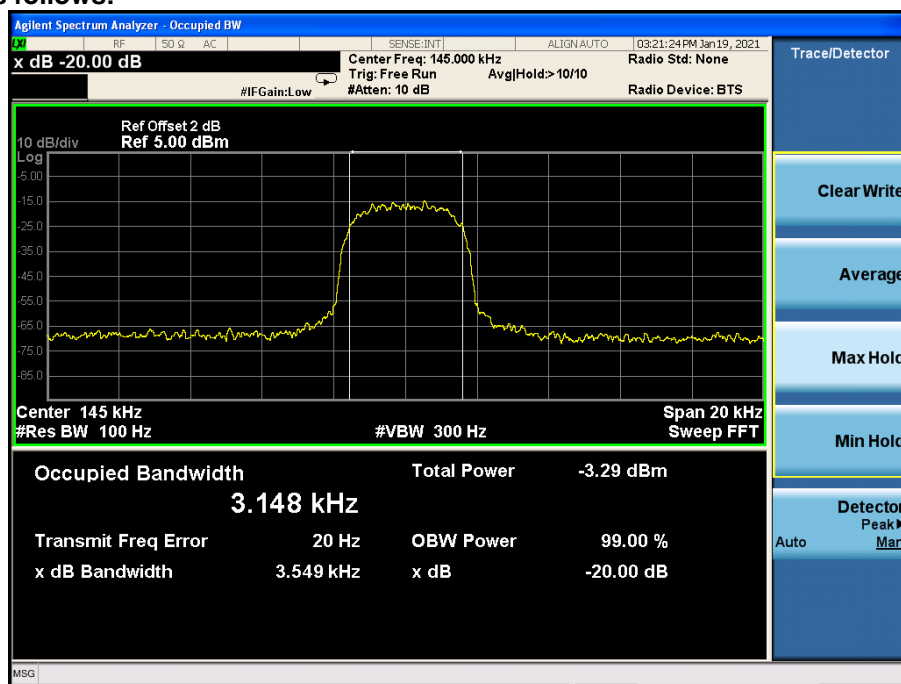 s follows:
Agilent Spectrum Analyzer - Occupied BW
LXI RF 50 Ω AC SENSE:INT ALIGN AUTO 03:21:24 PM Jan 19, 2021
x dB -20.00 dB Center Freq: 145.000 kHz Radio Std: None
Trig: Free Run Avg|Hold:> 10/10
#IFGain:Low #Atten: 10 dB Radio Device: BTS
Trace/Detector
Ref Offset 2 dB
10 dB/div Ref 5.00 dBm
Log
-5.00
-15.0
-25.0
-35.0
-45.0
-55.0
-65.0
-75.0
-85.0
Center 145 kHz Span 20 kHz
#Res BW 100 Hz #VBW 300 Hz Sweep FFT
Occupied Bandwidth Total Power -3.29 dBm
3.148 kHz
Transmit Freq Error 20 Hz OBW Power 99.00 %
x dB Bandwidth 3.549 kHz x dB -20.00 dB
Clear Write
Average
Max Hold
Min Hold
Detector
Peak▶
Auto Man
MSG